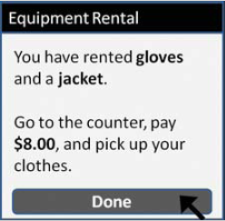 Equipment Rental
You have rented gloves
and a jacket.
Go to the counter, pay
$8.00, and pick up your
clothes.
Done